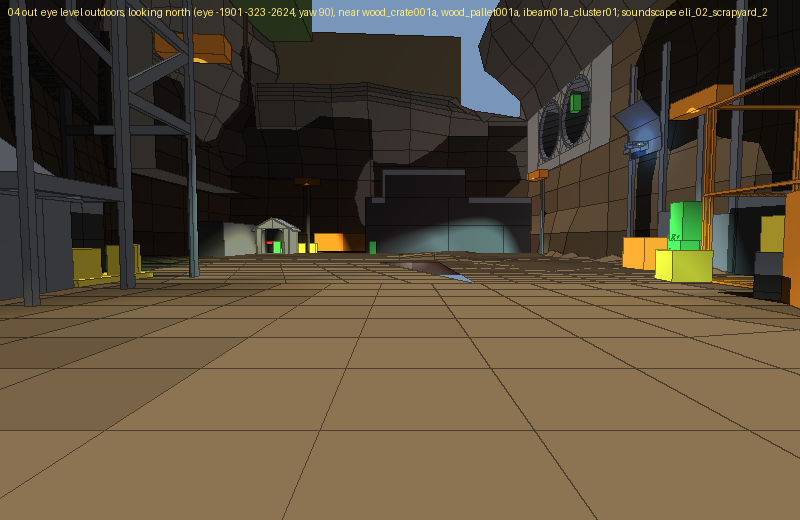 04 out eye level outdoors, looking north (eye -1901 -323 -2624, yaw 90), near wood_crate001a, wood_pallet001a, ibeam01a_cluster01; soundscape eli_02_scrapyard_2